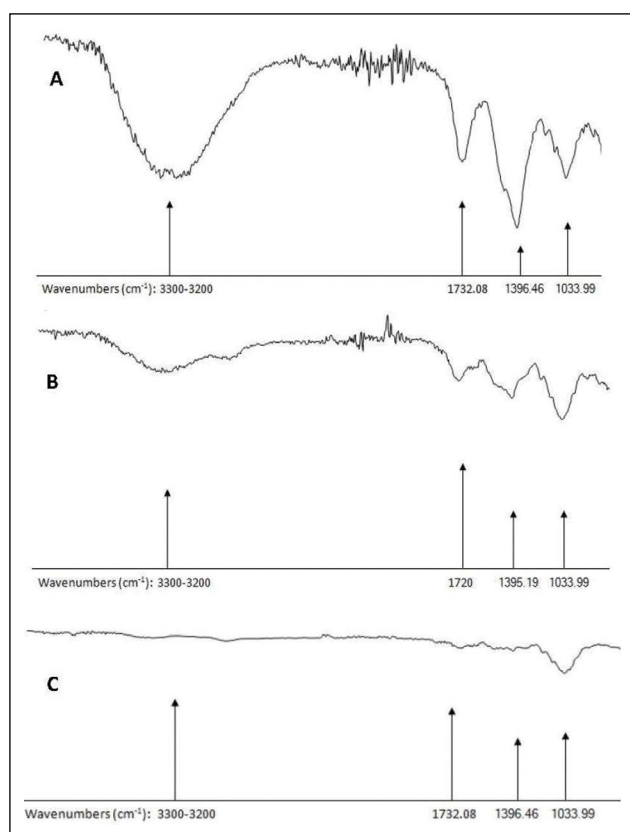 A
Wavenumbers (cm⁻¹): 3300-3200 1732.08 1396.46 1033.99
B
Wavenumbers (cm⁻¹): 3300-3200 1720 1395.19 1033.99
C
Wavenumbers (cm⁻¹): 3300-3200 1732.08 1396.46 1033.99